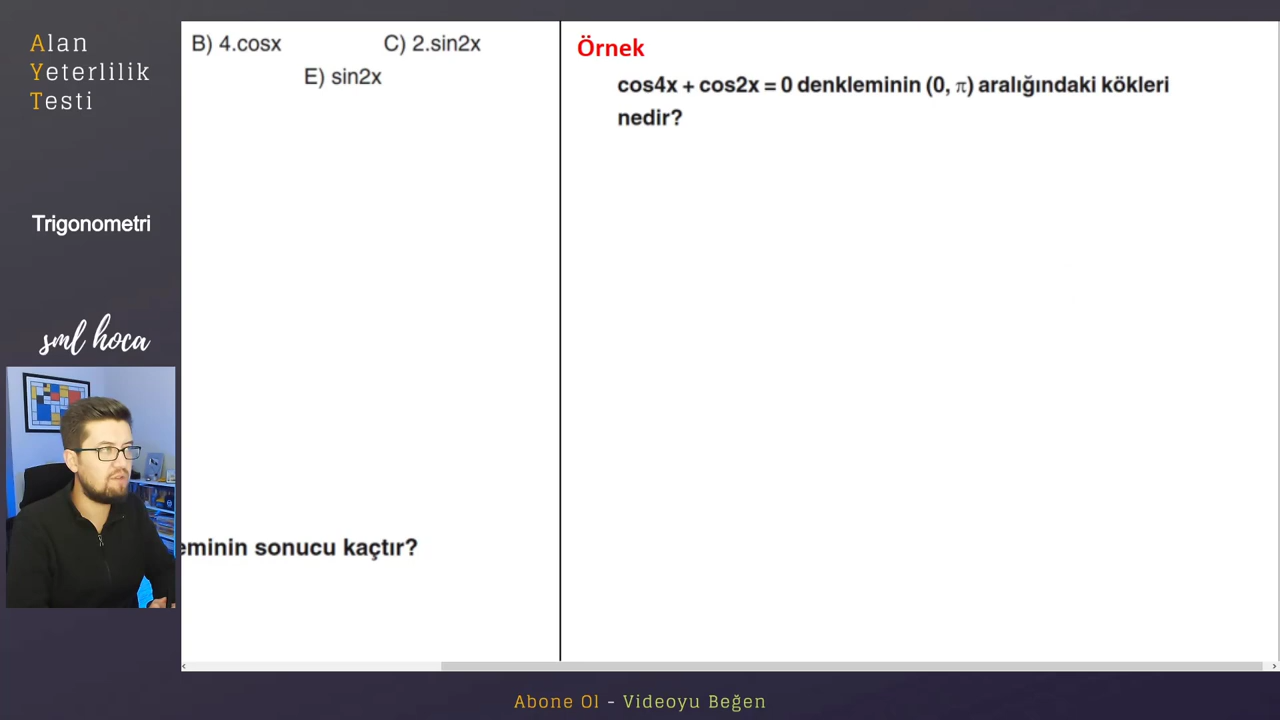 Alan
Yeterlilik
Testi
Trigonometri
sml hoca
B) 4.cosx
C) 2.sin2x
E) sin2x
eminin sonucu kaçtır?
Örnek
cos4x + cos2x = 0 denkleminin (0, π) aralığındaki kökleri
nedir?
Abone Ol - Videoyu Beğen